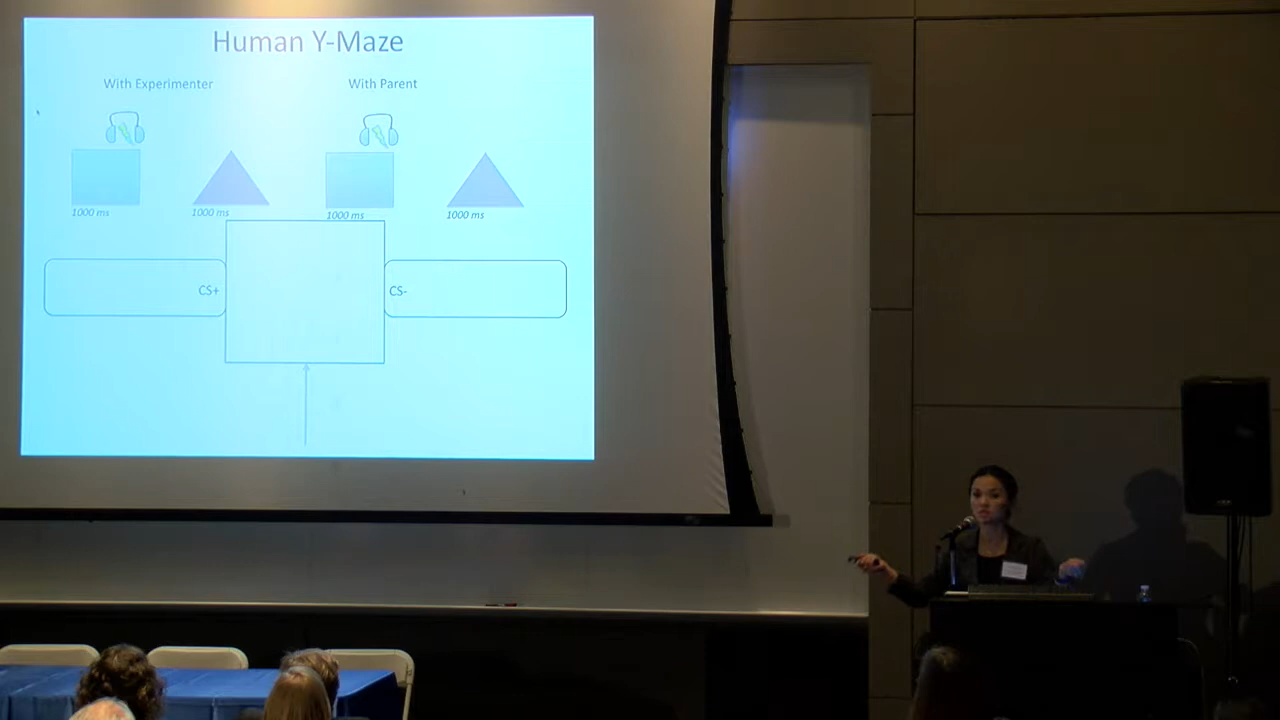 Human Y-Maze
With Experimenter
With Parent
1000 ms
1000 ms
1000 ms
1000 ms
CS+
CS-